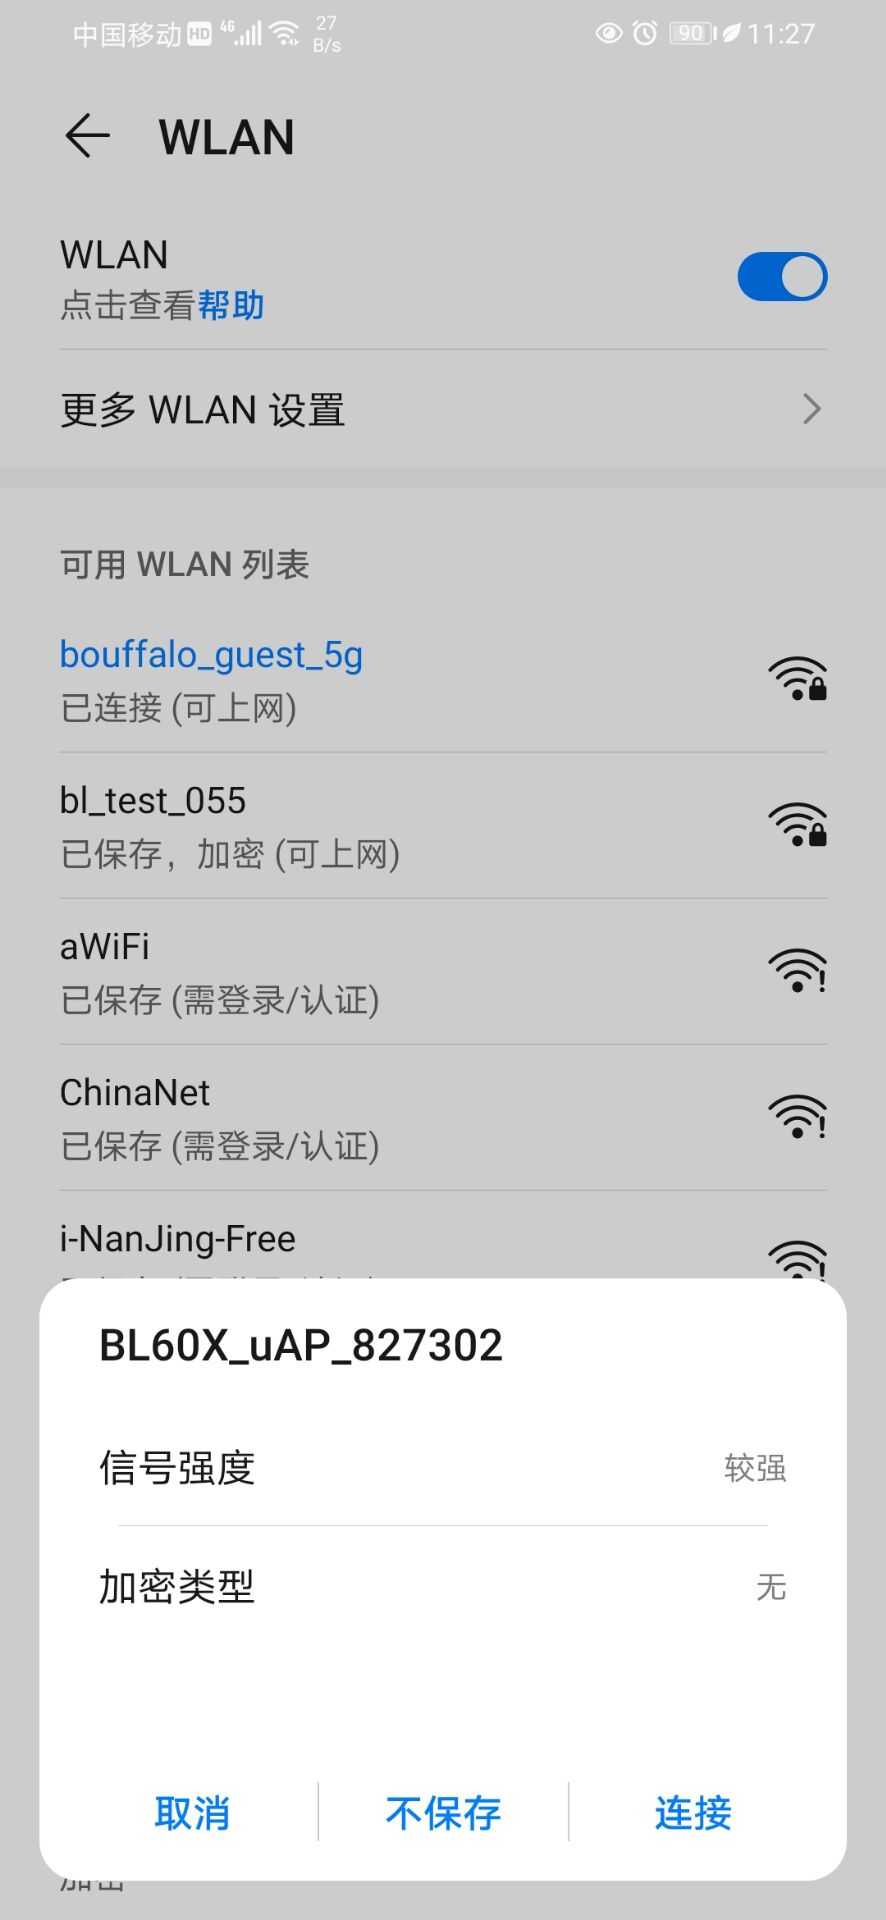 中国移动 HD 4G 27 B/s 90 11:27
WLAN
WLAN
点击查看帮助
更多 WLAN 设置
可用 WLAN 列表
bouffalo_guest_5g
已连接 (可上网)
bl_test_055
已保存，加密 (可上网)
aWiFi
已保存 (需登录/认证)
ChinaNet
已保存 (需登录/认证)
i-NanJing-Free
BL60X_uAP_827302
信号强度 较强
加密类型 无
取消 不保存 连接